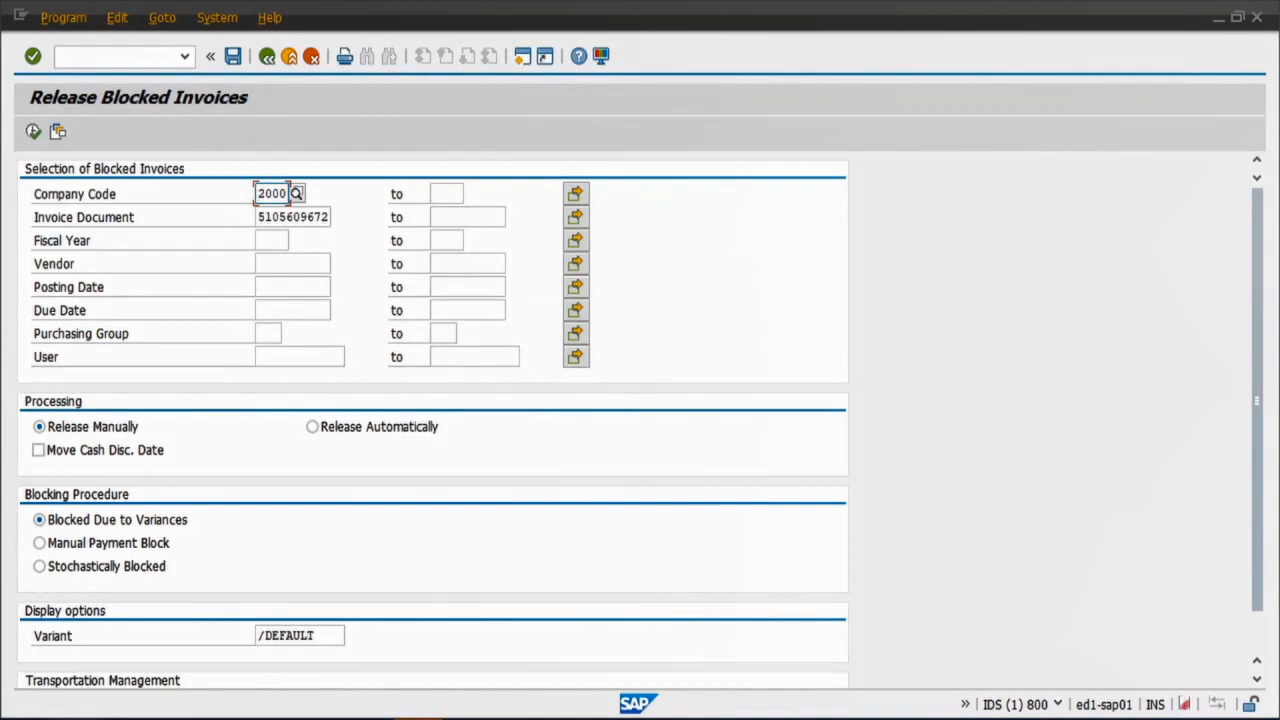 Program Edit Goto System Help
Release Blocked Invoices
Selection of Blocked Invoices
Company Code 2000 to
Invoice Document 5105609672 to
Fiscal Year to
Vendor to
Posting Date to
Due Date to
Purchasing Group to
User to
Processing
Release Manually Release Automatically
Move Cash Disc. Date
Blocking Procedure
Blocked Due to Variances
Manual Payment Block
Stochastically Blocked
Display options
Variant /DEFAULT
Transportation Management
SAP IDS (1) 800 ed1-sap01 INS